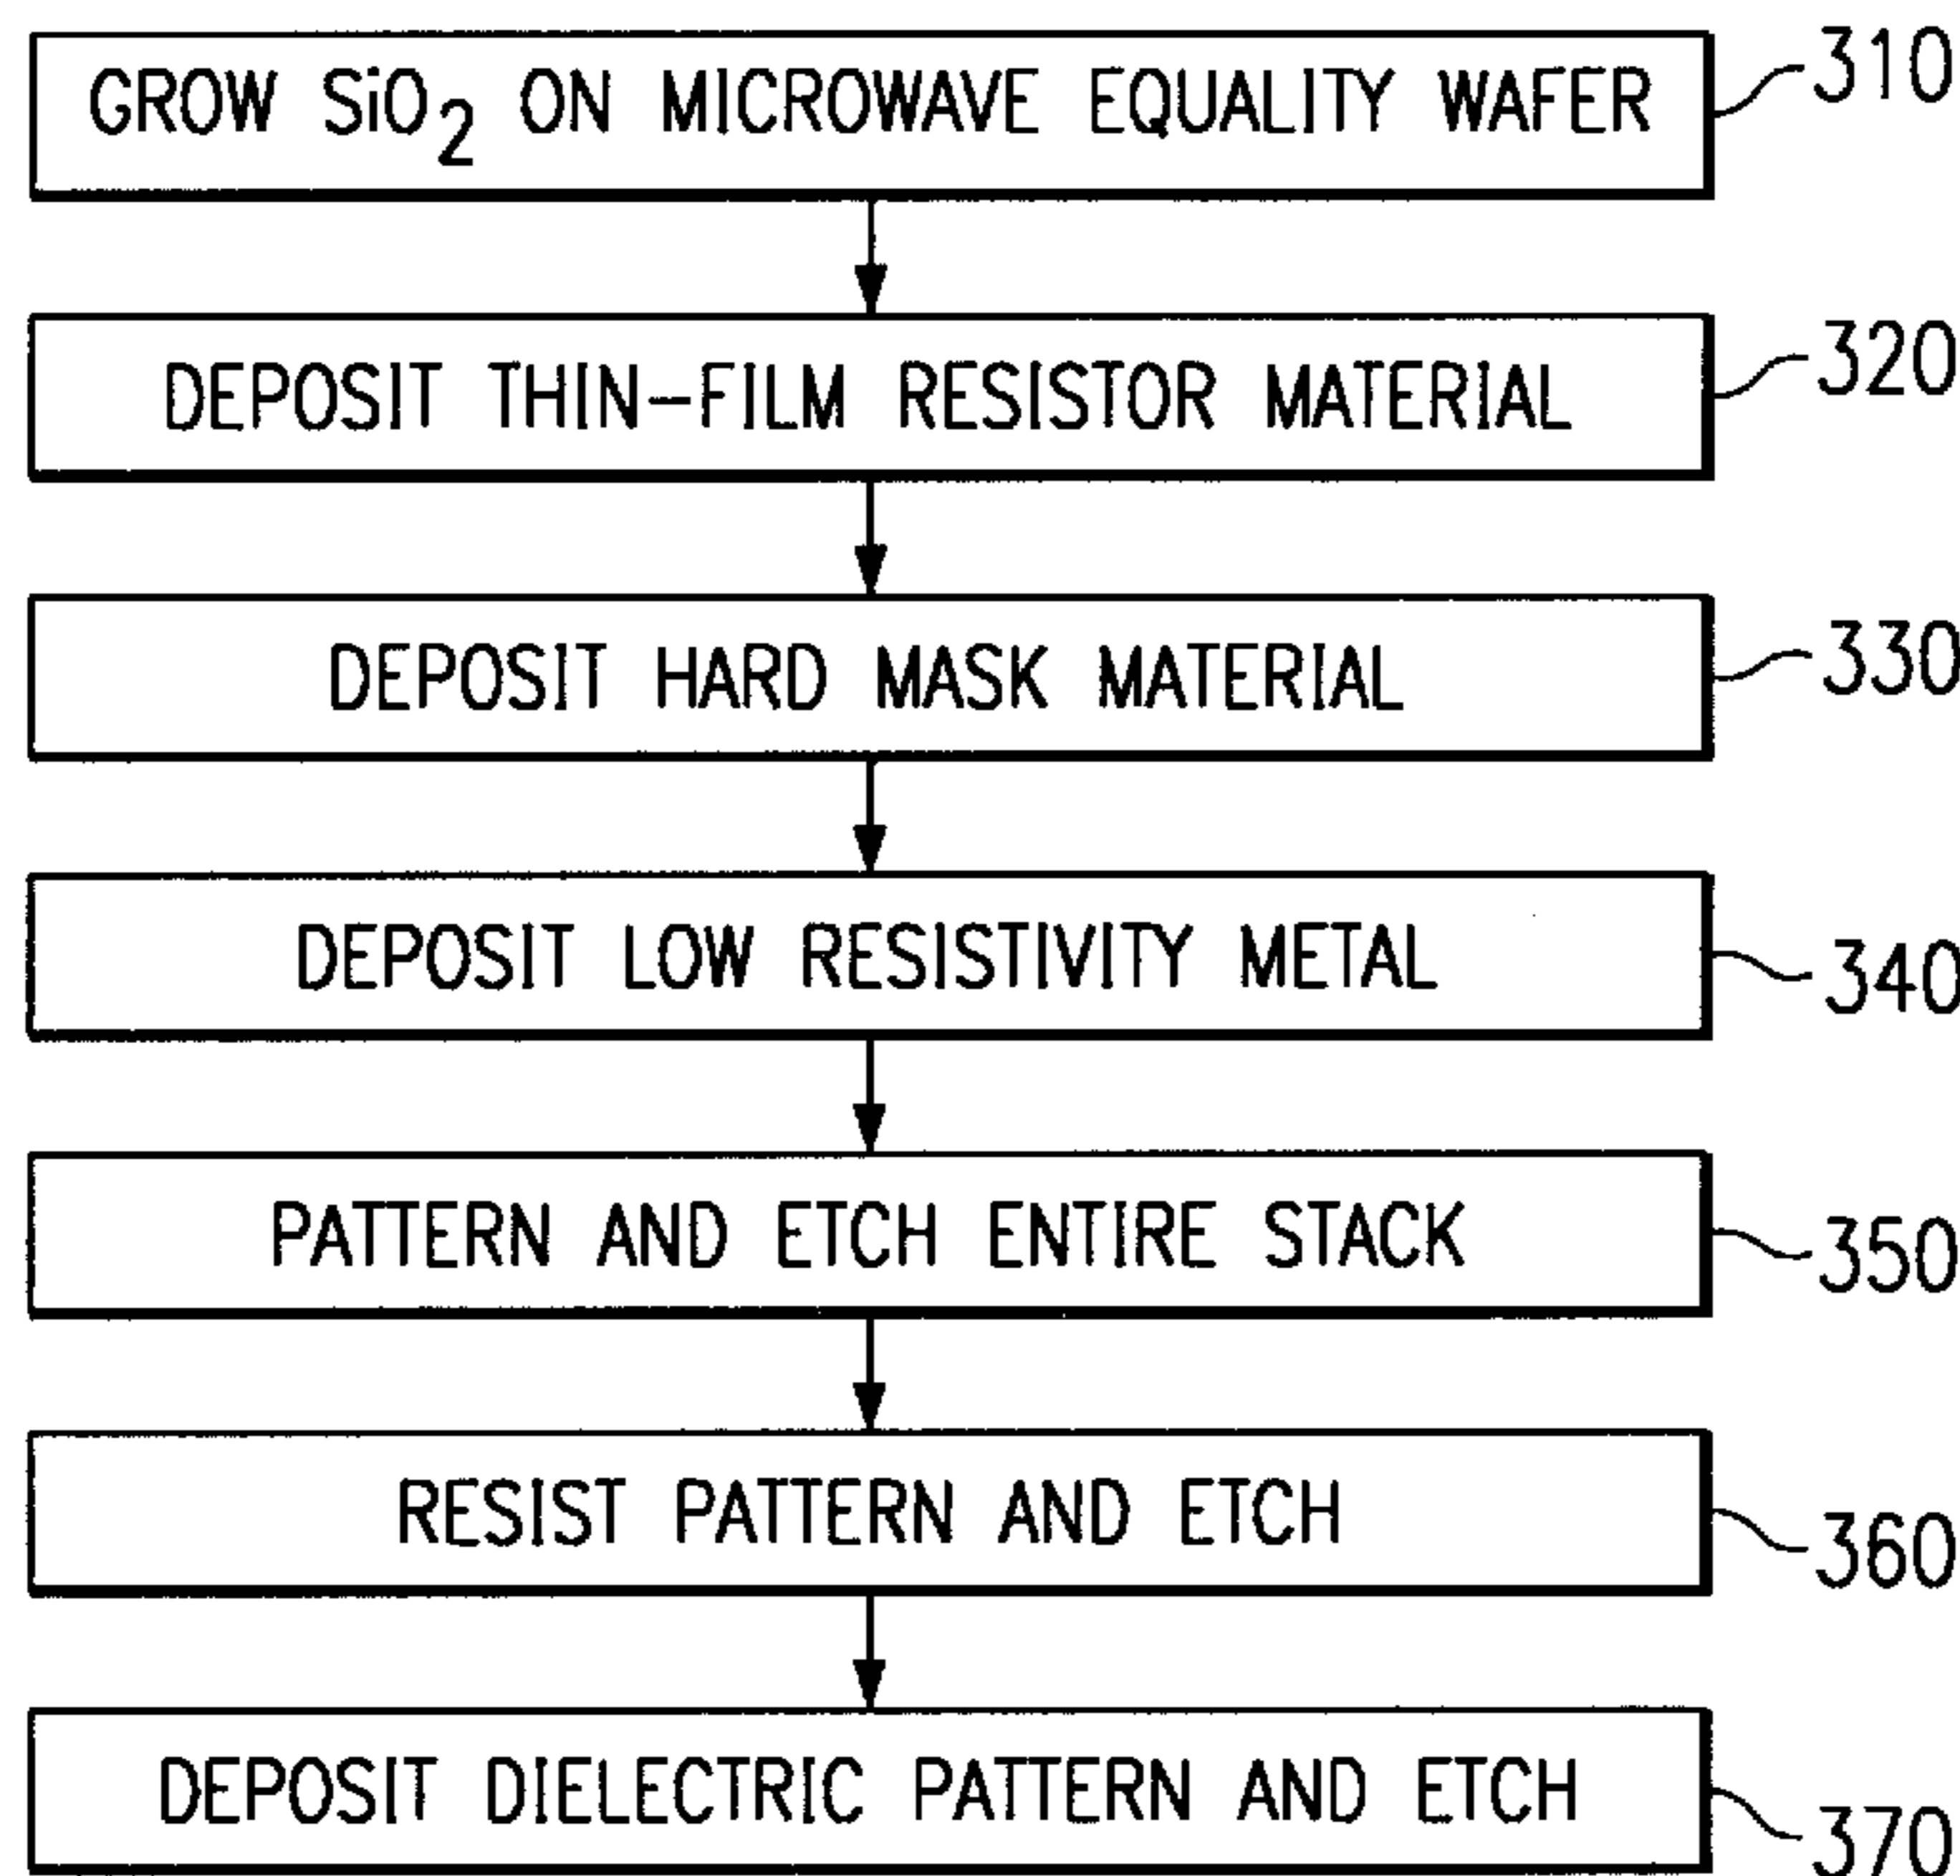 GROW SiO2 ON MICROWAVE EQUALITY WAFER 310
DEPOSIT THIN-FILM RESISTOR MATERIAL 320
DEPOSIT HARD MASK MATERIAL 330
DEPOSIT LOW RESISTIVITY METAL 340
PATTERN AND ETCH ENTIRE STACK 350
RESIST PATTERN AND ETCH 360
DEPOSIT DIELECTRIC PATTERN AND ETCH 370